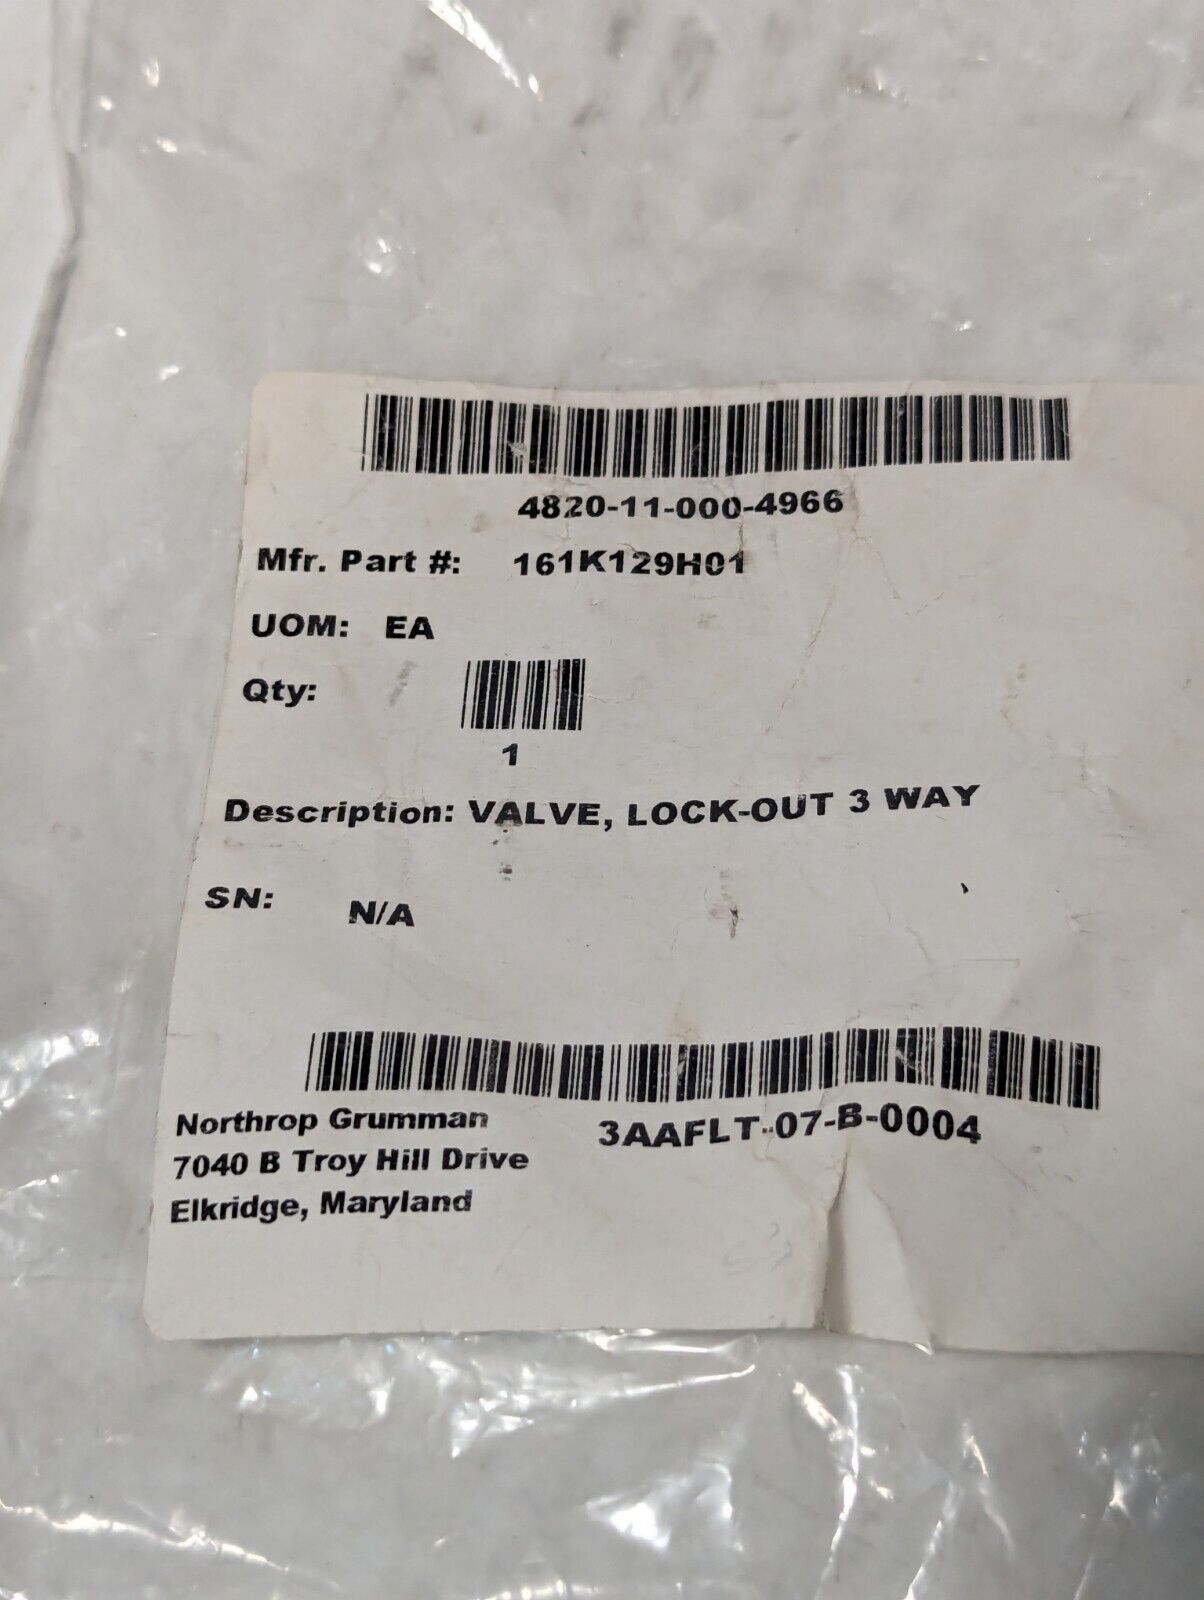 4820-11-000-4966
Mfr. Part #: 161K129H01
UOM: EA
Qty:
1
Description: VALVE, LOCK-OUT 3 WAY
SN: N/A
3AAFLT-07-B-0004
Northrop Grumman
7040 B Troy Hill Drive
Elkridge, Maryland